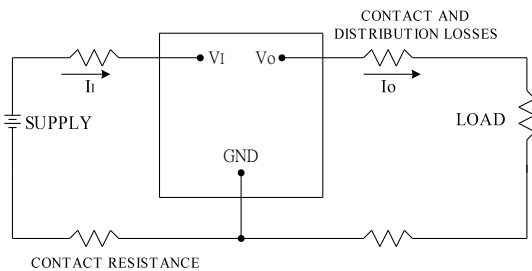 CONTACT AND
DISTRIBUTION LOSSES
VI
VO
II
IO
SUPPLY
LOAD
GND
CONTACT RESISTANCE